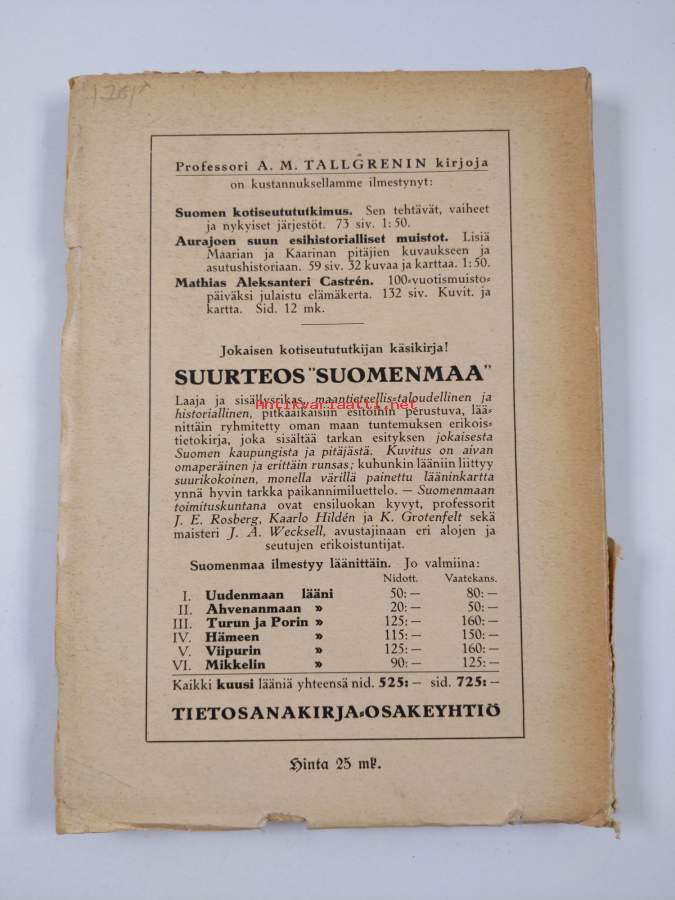 Professori A. M. TALLGRENIN kirjoja
on kustannuksellamme ilmestynyt:
Suomen kotiseutututkimus. Sen tehtävät, vaiheet
ja nykyiset järjestöt. 73 siv. 1:50.
Aurajoen suun esihistorialliset muistot. Lisiä
Maarian ja Kaarinan pitäjien kuvaukseen ja
asutushistoriaan. 59 siv. 32 kuvaa ja karttaa. 1:50.
Mathias Aleksanteri Castrén. 100-vuotismuisto-
päiväksi julaistu elämäkerta. 132 siv. Kuvit. ja
kartta. Sid. 12 mk.
Jokaisen kotiseutututkijan käsikirja!
SUURTEOS "SUOMENMAA"
Laaja ja sisällysrikas, maantieteellis-taloudellinen ja
Antikvariaatti.net
historiallinen, pitkäaikaisiin esitöihin perustuva, lää-
nittäin ryhmitetty oman maan tuntemuksen erikois-
tietokirja, joka sisältää tarkan esityksen jokaisesta
Suomen kaupungista ja pitäjästä. Kuvitus on aivan
omaperäinen ja erittäin runsas; kuhunkin lääniin liittyy
suurikokoinen, monella värillä painettu lääninkartta
ynnä hyvin tarkka paikannimiluettelo. — Suomenmaan
toimituskuntana ovat ensiluokan kyvyt, professorit
J. E. Rosberg, Kaarlo Hildén ja K. Grotenfelt sekä
maisteri J. A. Wecksell, avustajinaan eri alojen ja
seutujen erikoistuntijat.
Suomenmaa ilmestyy läänittäin. Jo valmiina:
Nidott. Vaatekans.
I. Uudenmaan lääni 50:— 80:—
II. Ahvenanmaan » 20:— 50:—
III. Turun ja Porin » 125:— 160:—
IV. Hämeen » 115:— 150:—
V. Viipurin » 125:— 160:—
VI. Mikkelin » 90:— 125:—
Kaikki kuusi lääniä yhteensä nid. 525:— sid. 725:—
TIETOSANAKIRJA-OSAKEYHTIÖ
Hinta 25 mk.